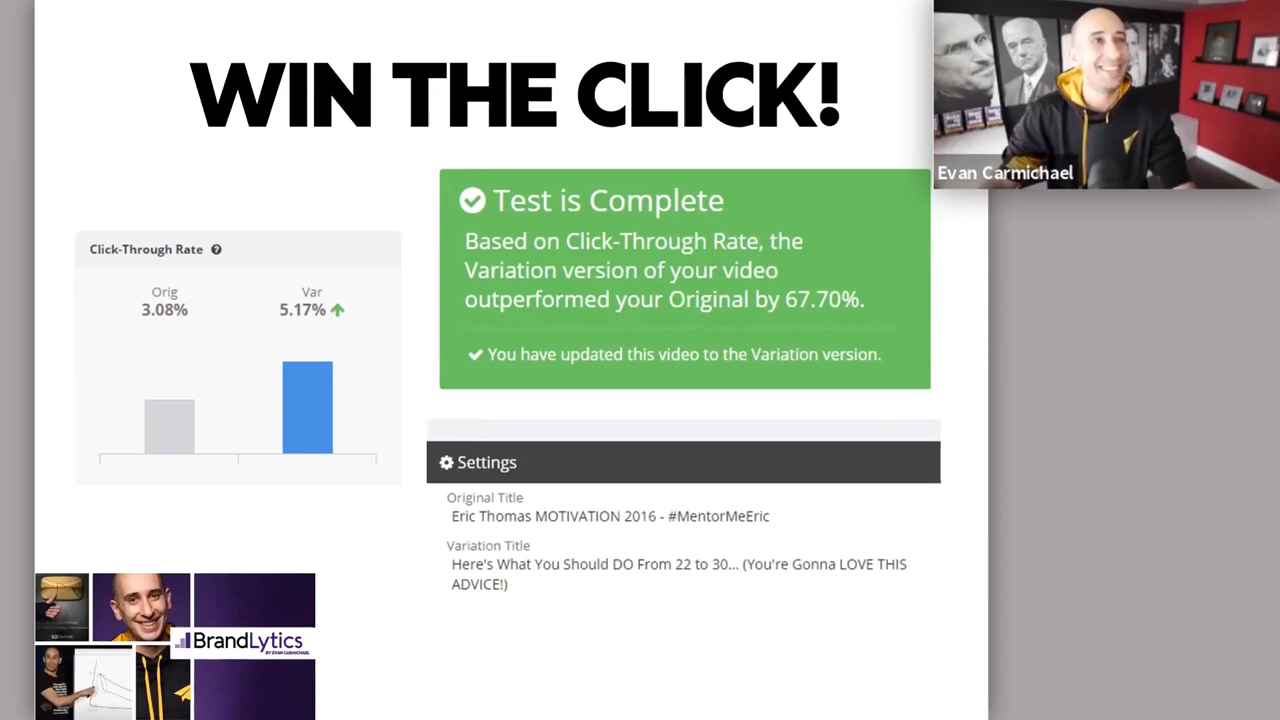 WIN THE CLICK!
Evan Carmichael
Test is Complete
Based on Click-Through Rate, the
Variation version of your video
outperformed your Original by 67.70%.
You have updated this video to the Variation version.
Click-Through Rate
Orig
Var
3.08%
5.17%
Settings
Original Title
Eric Thomas MOTIVATION 2016 - #MentorMeEric
Variation Title
Here's What You Should DO From 22 to 30... (You're Gonna LOVE THIS
ADVICE!)
BrandLytics
BY EVAN CARMICHAEL